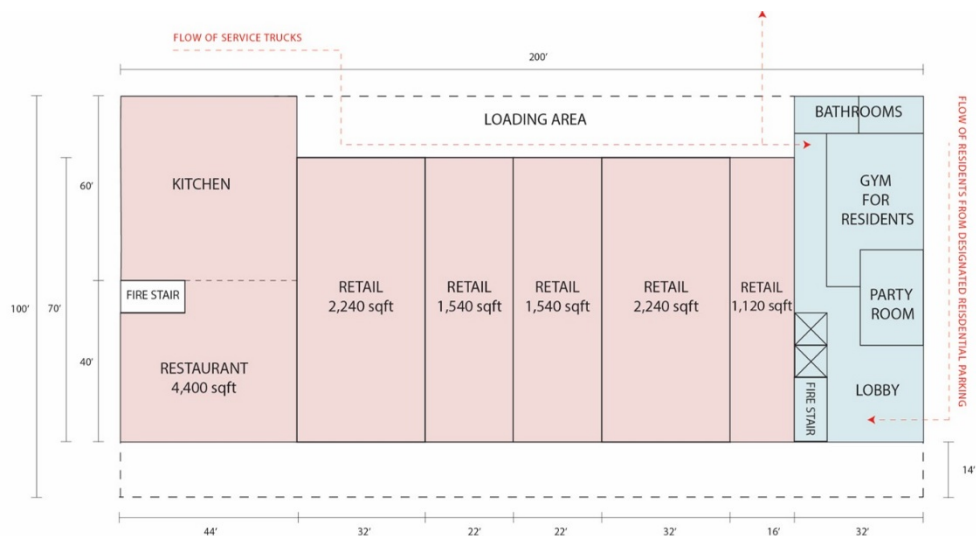 FLOW OF SERVICE TRUCKS
200'
LOADING AREA
BATHROOMS
KITCHEN
GYM
FOR
RESIDENTS
FLOW OF RESIDENTS FROM DESIGNATED REISDENTIAL PARKING
60'
100'
70'
40'
FIRE STAIR
RESTAURANT
4,400 sqft
RETAIL
2,240 sqft
RETAIL
1,540 sqft
RETAIL
1,540 sqft
RETAIL
2,240 sqft
RETAIL
1,120 sqft
PARTY
ROOM
FIRE STAIR
LOBBY
14'
44'
32'
22'
22'
32'
16'
32'